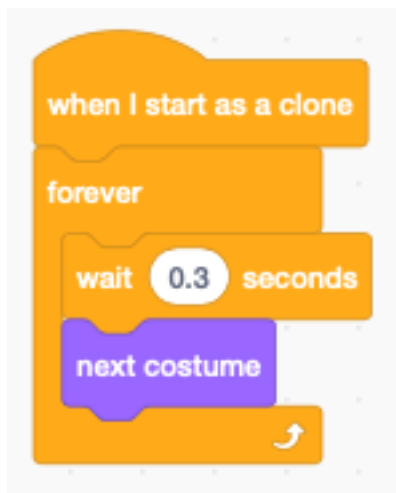 when I start as a clone
forever
wait 0.3 seconds
next costume